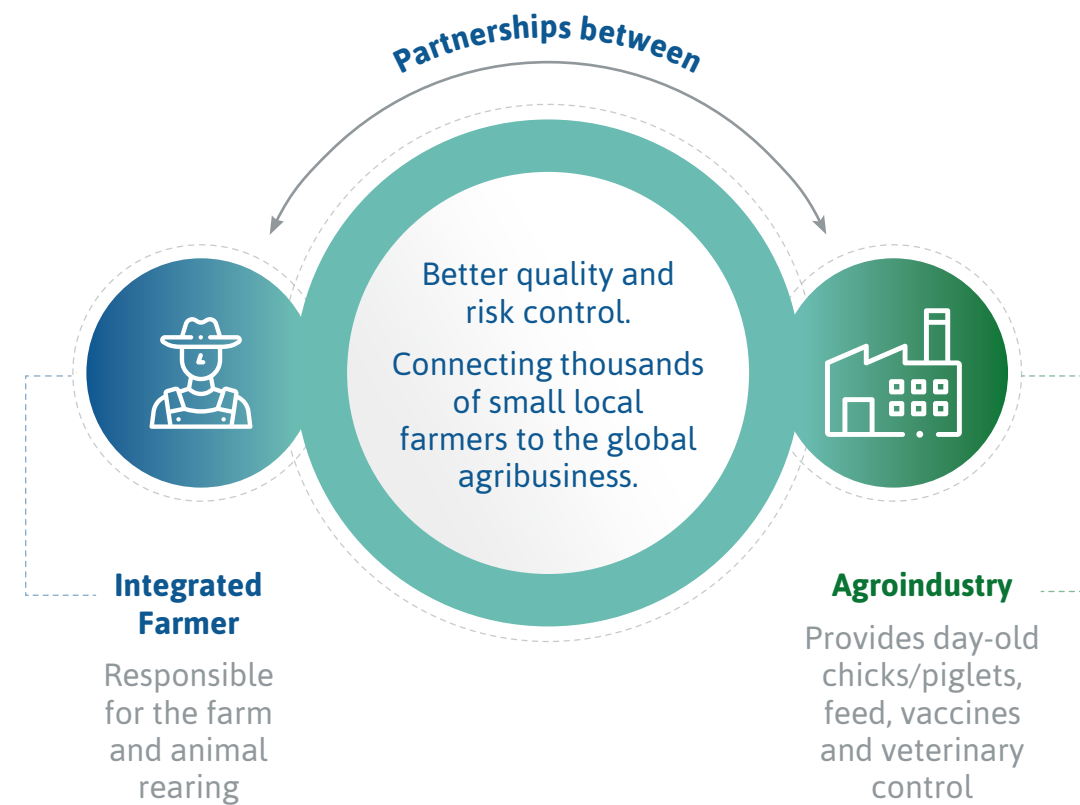 Partnerships between
Better quality and
risk control.
Connecting thousands
of small local
farmers to the global
agribusiness.
Integrated
Farmer
Responsible
for the farm
and animal
rearing
Agroindustry
Provides day-old
chicks/piglets,
feed, vaccines
and veterinary
control